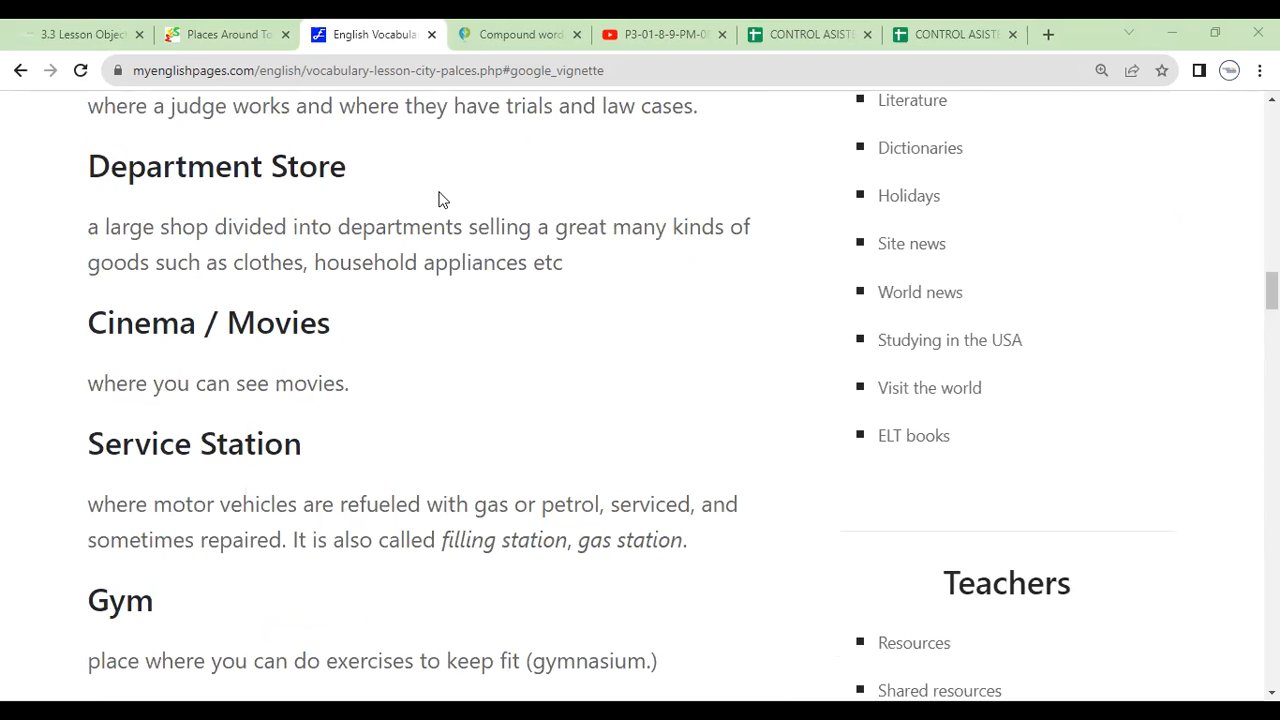 3.3 Lesson Objec
Places Around To
English Vocabula
Compound word
P3-01-8-9-PM-0
CONTROL ASIST
CONTROL ASISTE
myenglishpages.com/english/vocabulary-lesson-city-palces.php#google_vignette
where a judge works and where they have trials and law cases.
Department Store
a large shop divided into departments selling a great many kinds of
goods such as clothes, household appliances etc
Cinema / Movies
where you can see movies.
Service Station
where motor vehicles are refueled with gas or petrol, serviced, and
sometimes repaired. It is also called filling station, gas station.
Gym
place where you can do exercises to keep fit (gymnasium.)
Literature
Dictionaries
Holidays
Site news
World news
Studying in the USA
Visit the world
ELT books
Teachers
Resources
Shared resources